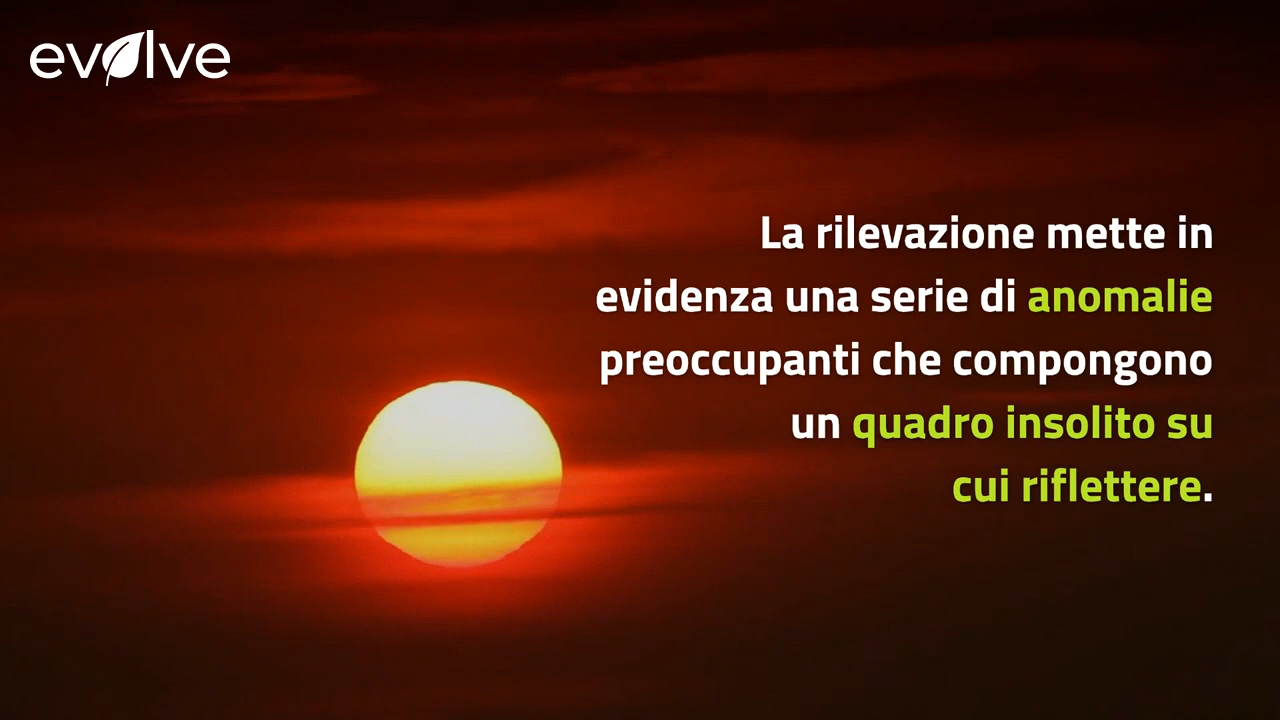 evolve
La rilevazione mette in
evidenza una serie di anomalie
preoccupanti che compongono
un quadro insolito su
cui riflettere.